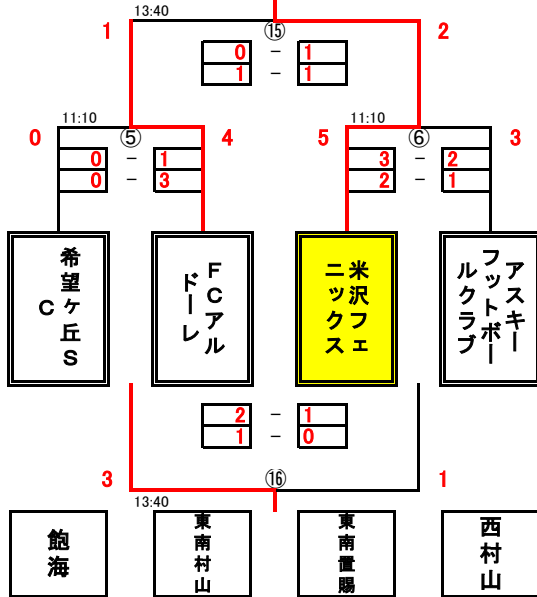 13:40
1 ⑮ 2
0 - 1
1 - 1
11:10 11:10
0 ⑤ 4 5 ⑥ 3
0 - 1 3 - 2
0 - 3 2 - 1
希望ヶ丘S
C
FCアル
ドーレ
米沢フェ
ニックス
アスキー
フットボー
ルクラブ
2 - 1
1 - 0
3 ⑯ 1
13:40
飽海
東南村山
東南置賜
西村山